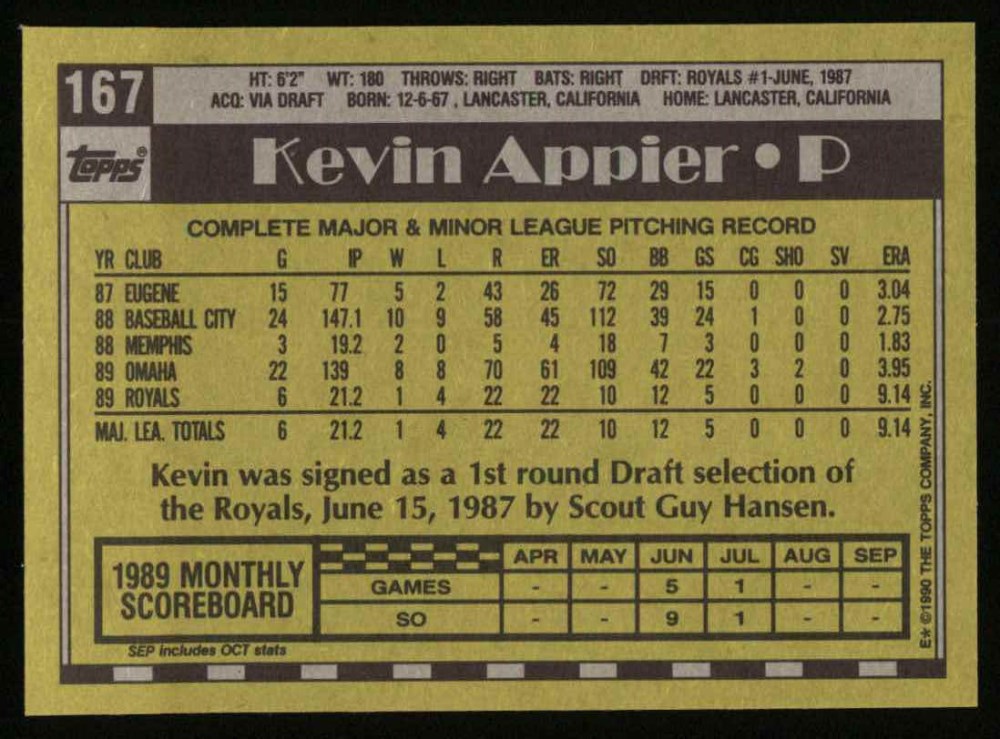 167
HT: 6'2" WT: 180 THROWS: RIGHT BATS: RIGHT DRFT: ROYALS #1-JUNE, 1987
ACQ: VIA DRAFT BORN: 12-6-67, LANCASTER, CALIFORNIA HOME: LANCASTER, CALIFORNIA
topps®
Kevin Appier • P
COMPLETE MAJOR & MINOR LEAGUE PITCHING RECORD
YR CLUB G IP W L R ER SO BB GS CG SHO SV ERA
87 EUGENE 15 77 5 2 43 26 72 29 15 0 0 0 3.04
88 BASEBALL CITY 24 147.1 10 9 58 45 112 39 24 1 0 0 2.75
88 MEMPHIS 3 19.2 2 0 5 4 18 7 3 0 0 0 1.83
89 OMAHA 22 139 8 8 70 61 109 42 22 3 2 0 3.95
89 ROYALS 6 21.2 1 4 22 22 10 12 5 0 0 0 9.14
MAJ. LEA. TOTALS 6 21.2 1 4 22 22 10 12 5 0 0 0 9.14
Kevin was signed as a 1st round Draft selection of
the Royals, June 15, 1987 by Scout Guy Hansen.
1989 MONTHLY
SCOREBOARD
APR MAY JUN JUL AUG SEP
GAMES - - 5 1 - -
SO - - 9 1 - -
SEP includes OCT stats
E* ©1990 THE TOPPS COMPANY, INC.